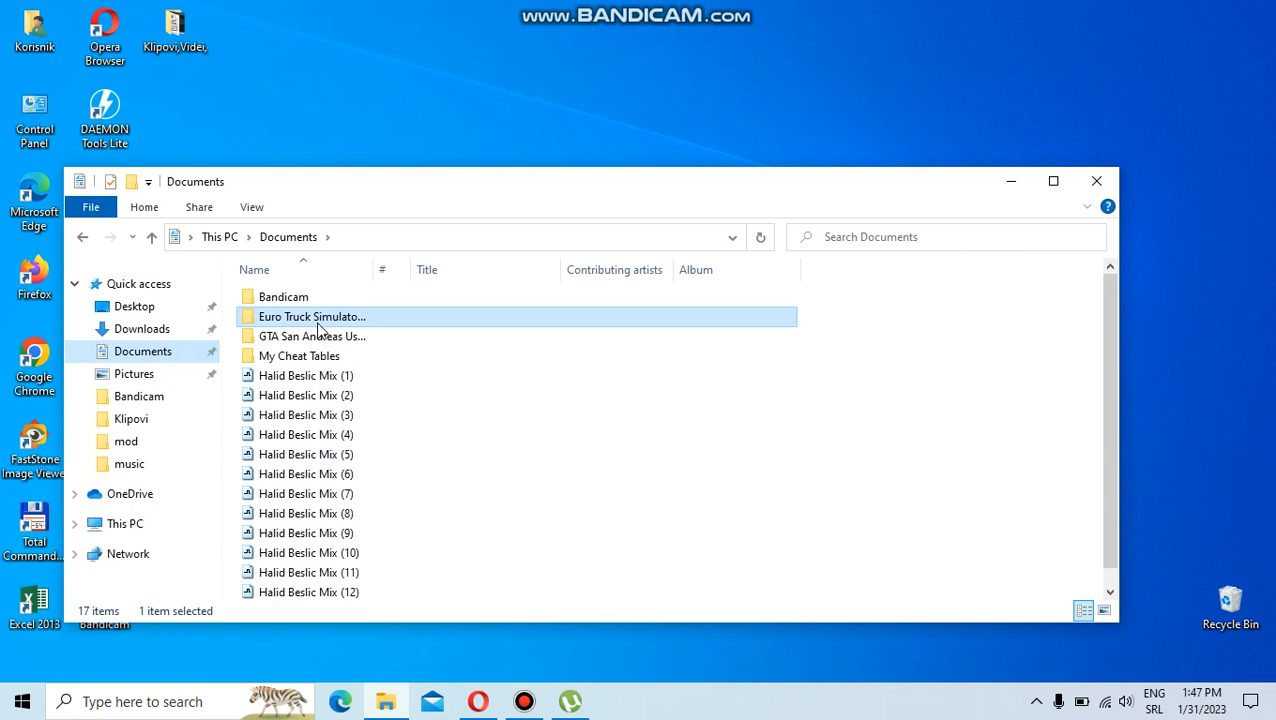 www.BANDICAM.com
Korisnik
Opera
Browser
Klipovi,Videi,
Control
Panel
DAEMON
Tools Lite
Microsoft
Edge
Firefox
Google
Chrome
FastStone
Image Viewe
Total
Command...
Excel 2013
Bandicam
Recycle Bin
Documents
File
Home
Share
View
This PC
Documents
Search Documents
Quick access
Desktop
Downloads
Documents
Pictures
Bandicam
Klipovi
mod
music
OneDrive
This PC
Network
Name
#
Title
Contributing artists
Album
Bandicam
Euro Truck Simulato...
GTA San Andreas Us...
My Cheat Tables
Halid Beslic Mix (1)
Halid Beslic Mix (2)
Halid Beslic Mix (3)
Halid Beslic Mix (4)
Halid Beslic Mix (5)
Halid Beslic Mix (6)
Halid Beslic Mix (7)
Halid Beslic Mix (8)
Halid Beslic Mix (9)
Halid Beslic Mix (10)
Halid Beslic Mix (11)
Halid Beslic Mix (12)
17 items
1 item selected
Type here to search
ENG
SRL
1:47 PM
1/31/2023